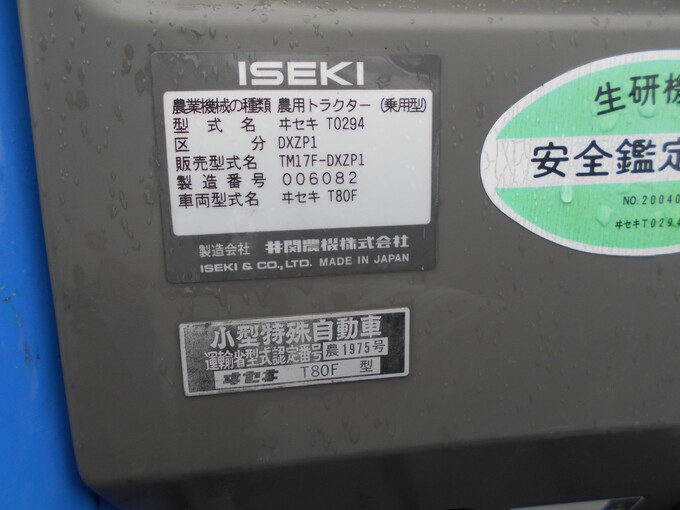 ISEKI
農業機械の種類 農用トラクター (乗用型)
型式名 ヰセキ T0294
区分 DXZP1
販売型式名 TM17F-DXZP1
製造番号 006082
車両型式名 ヰセキ T80F
製造会社 井関農機株式会社
ISEKI & CO., LTD. MADE IN JAPAN
生研機
安全鑑定
NO. 20040
ヰセキT0294
小型特殊自動車
運輸省型式認定番号 農1975号
ヰセキ T80F 型